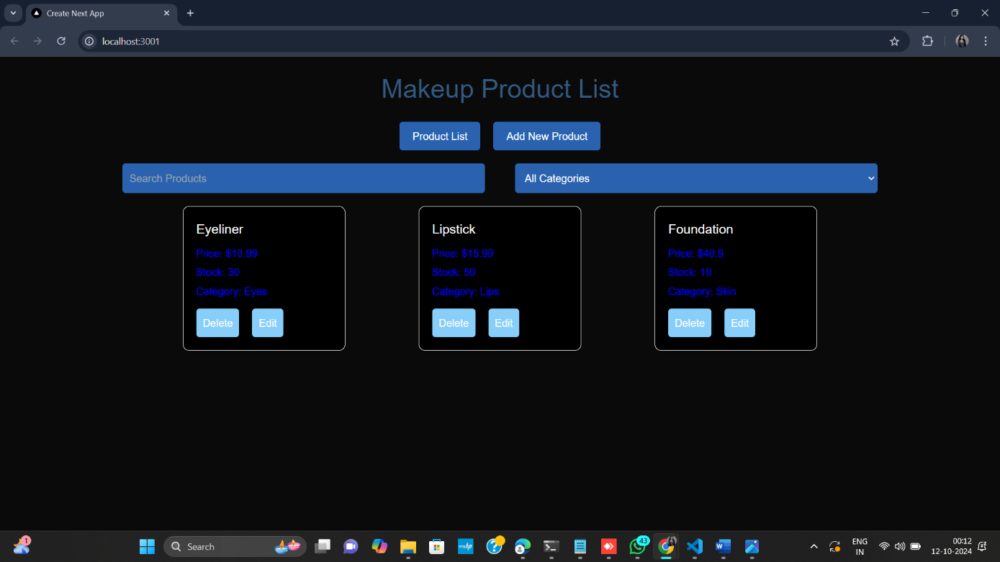 Create Next App
localhost:3001
Makeup Product List
Product List
Add New Product
Search Products
All Categories
Eyeliner
Price: $10.99
Stock: 30
Category: Eyes
Delete
Edit
Lipstick
Price: $15.99
Stock: 50
Category: Lips
Delete
Edit
Foundation
Price: $40.9
Stock: 10
Category: Skin
Delete
Edit
1
Search
myhp
43
W
ENG
IN
00:12
12-10-2024